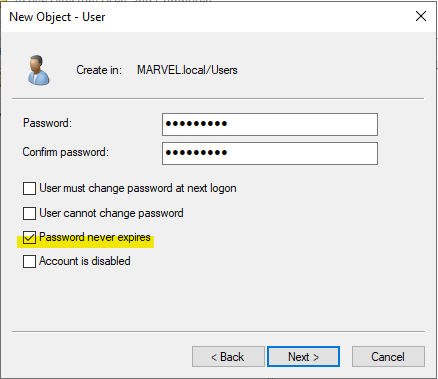 New Object - User
Create in: MARVEL.local/Users
Password: •••••••••
Confirm password: •••••••••
User must change password at next logon
User cannot change password
Password never expires
Account is disabled
< Back Next > Cancel